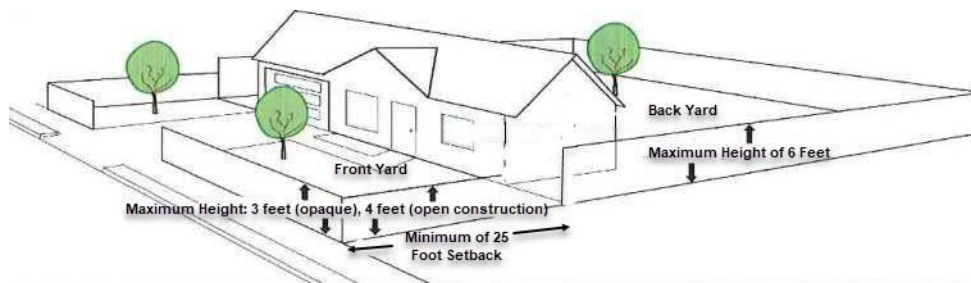 Back Yard
Maximum Height of 6 Feet
Front Yard
Maximum Height: 3 feet (opaque), 4 feet (open construction)
Minimum of 25
Foot Setback